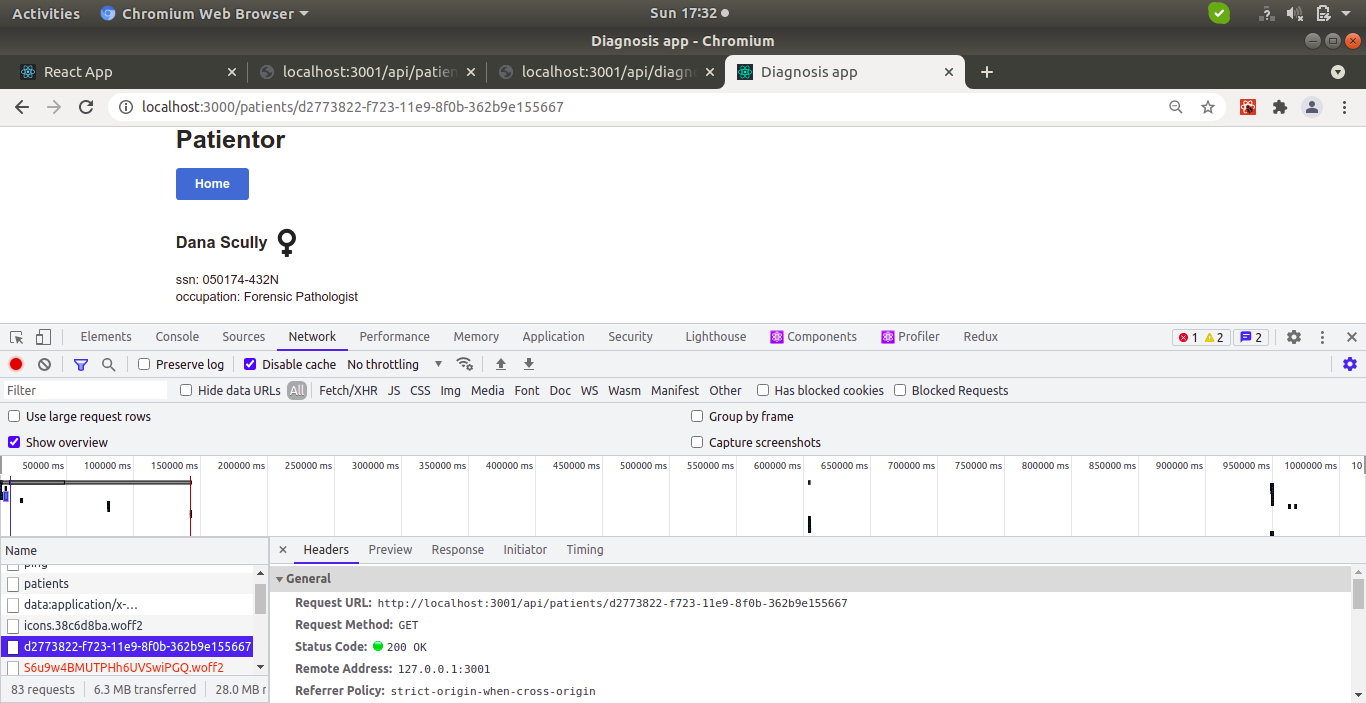 Activities Chromium Web Browser Sun 17:32
Diagnosis app - Chromium
React App localhost:3001/api/patien localhost:3001/api/diagn Diagnosis app
localhost:3000/patients/d2773822-f723-11e9-8f0b-362b9e155667
Patientor
Home
Dana Scully
ssn: 050174-432N
occupation: Forensic Pathologist
Elements Console Sources Network Performance Memory Application Security Lighthouse Components Profiler Redux 1 2 2
Preserve log Disable cache No throttling
Filter Hide data URLs All Fetch/XHR JS CSS Img Media Font Doc WS Wasm Manifest Other Has blocked cookies Blocked Requests
Use large request rows Group by frame
Show overview Capture screenshots
50000 ms 100000 ms 150000 ms 200000 ms 250000 ms 300000 ms 350000 ms 400000 ms 450000 ms 500000 ms 550000 ms 600000 ms 650000 ms 700000 ms 750000 ms 800000 ms 850000 ms 900000 ms 950000 ms 1000000 ms 10
Name Headers Preview Response Initiator Timing
ping
patients
data:application/x-...
icons.38c6d8ba.woff2
d2773822-f723-11e9-8f0b-362b9e155667
S6u9w4BMUTPHh6UVSwiPGQ.woff2
83 requests 6.3 MB transferred 28.0 MB r
General
Request URL: http://localhost:3001/api/patients/d2773822-f723-11e9-8f0b-362b9e155667
Request Method: GET
Status Code: 200 OK
Remote Address: 127.0.0.1:3001
Referrer Policy: strict-origin-when-cross-origin